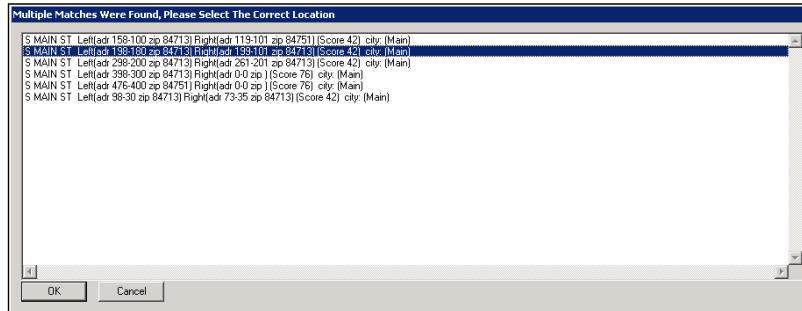 Multiple Matches Were Found, Please Select The Correct Location
S MAIN ST Left(adr 158-100 zip 84713) Right(adr 119-101 zip 84751) (Score 42) city: (Main)
S MAIN ST Left(adr 198-180 zip 84713) Right(adr 199-101 zip 84713) (Score 42) city: (Main)
S MAIN ST Left(adr 298-200 zip 84713) Right(adr 261-201 zip 84713) (Score 42) city: (Main)
S MAIN ST Left(adr 398-300 zip 84713) Right(adr 0-0 zip ) (Score 76) city: (Main)
S MAIN ST Left(adr 476-400 zip 84751) Right(adr 0-0 zip ) (Score 76) city: (Main)
S MAIN ST Left(adr 98-30 zip 84713) Right(adr 73-35 zip 84713) (Score 42) city: (Main)
OK Cancel